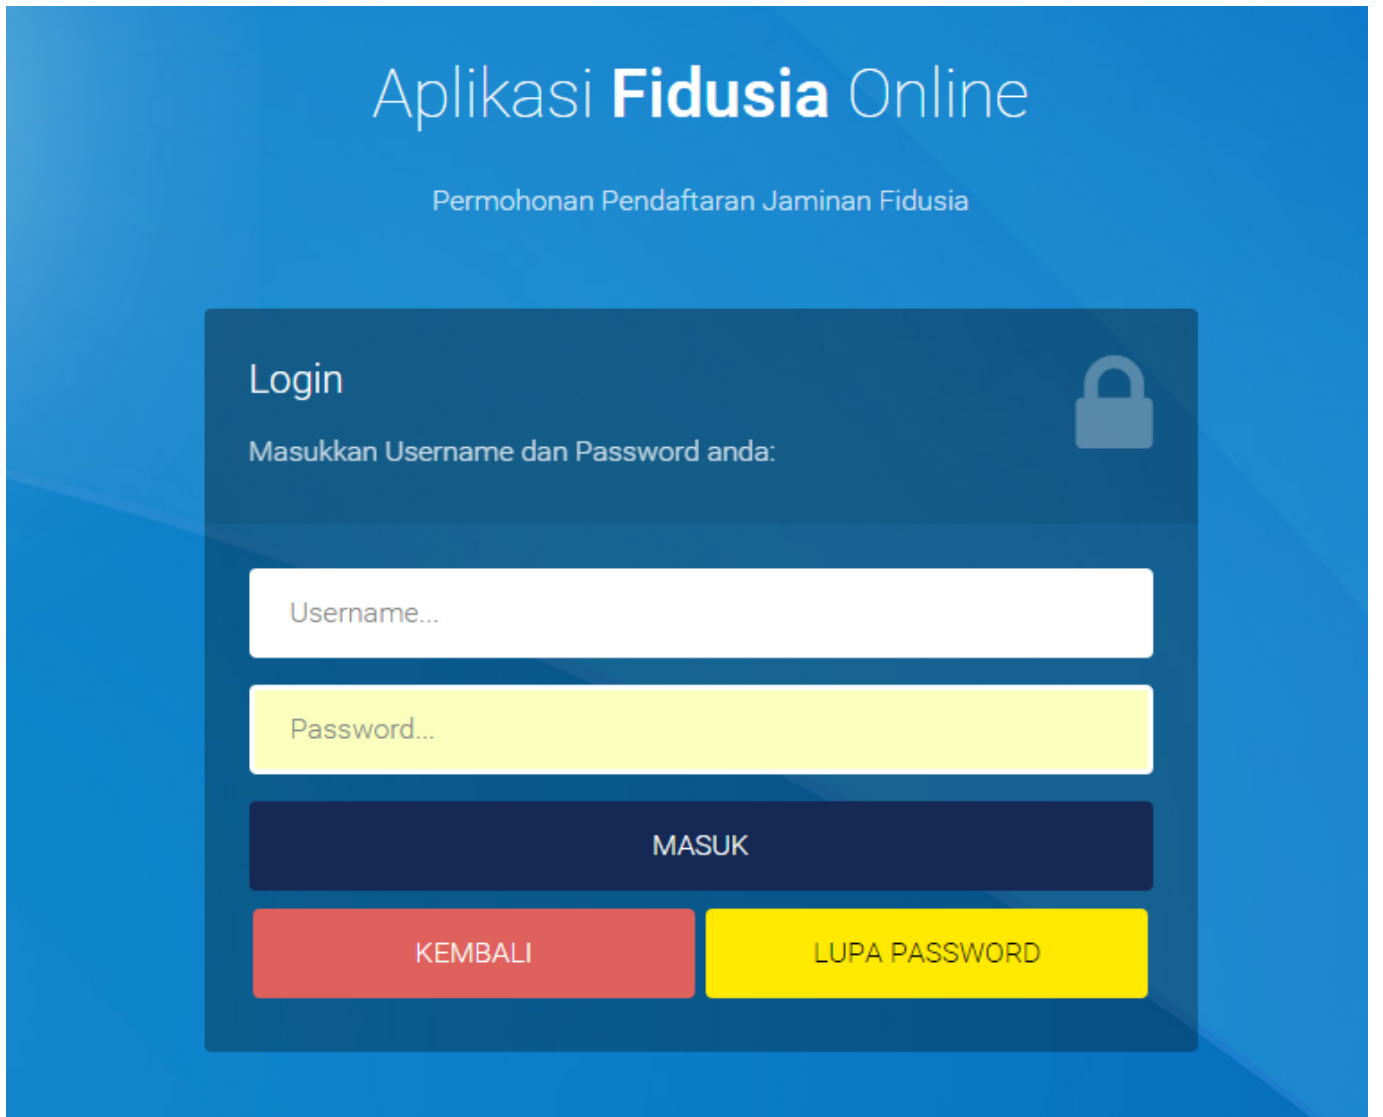 Aplikasi Fidusia Online
Permohonan Pendaftaran Jaminan Fidusia
Login
Masukkan Username dan Password anda:
Username...
Password...
MASUK
KEMBALI
LUPA PASSWORD